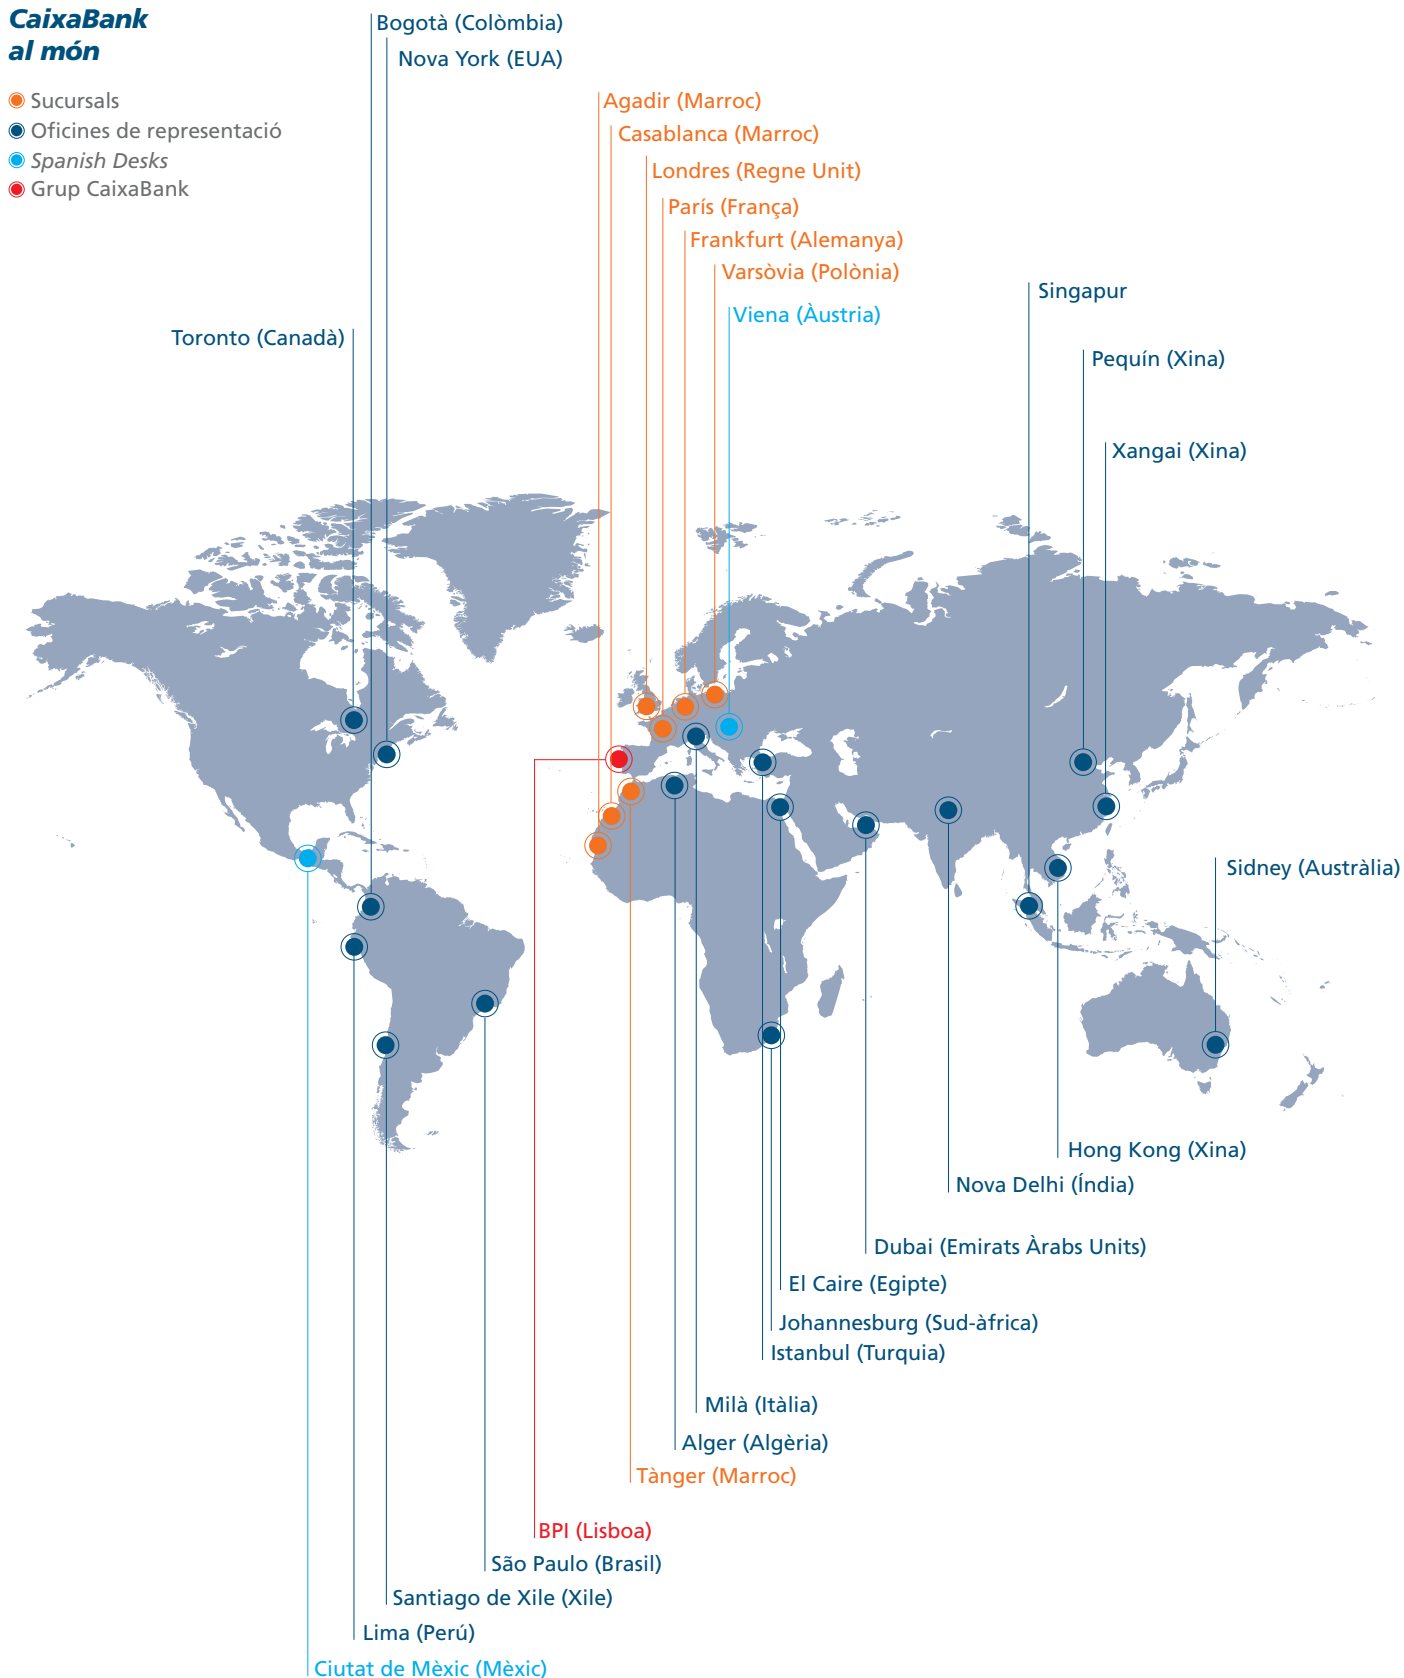 CaixaBank
al món
Sucursals
Oficines de representació
Spanish Desks
Grup CaixaBank
Bogotà (Colòmbia)
Nova York (EUA)
Agadir (Marroc)
Casablanca (Marroc)
Londres (Regne Unit)
París (França)
Frankfurt (Alemanya)
Varsòvia (Polònia)
Singapur
Viena (Àustria)
Toronto (Canadà)
Pequín (Xina)
Xangai (Xina)
Sidney (Austràlia)
Hong Kong (Xina)
Nova Delhi (Índia)
Dubai (Emirats Àrabs Units)
El Caire (Egipte)
Johannesburg (Sud-àfrica)
Istanbul (Turquia)
Milà (Itàlia)
Alger (Algèria)
Tànger (Marroc)
BPI (Lisboa)
São Paulo (Brasil)
Santiago de Xile (Xile)
Lima (Perú)
Ciutat de Mèxic (Mèxic)